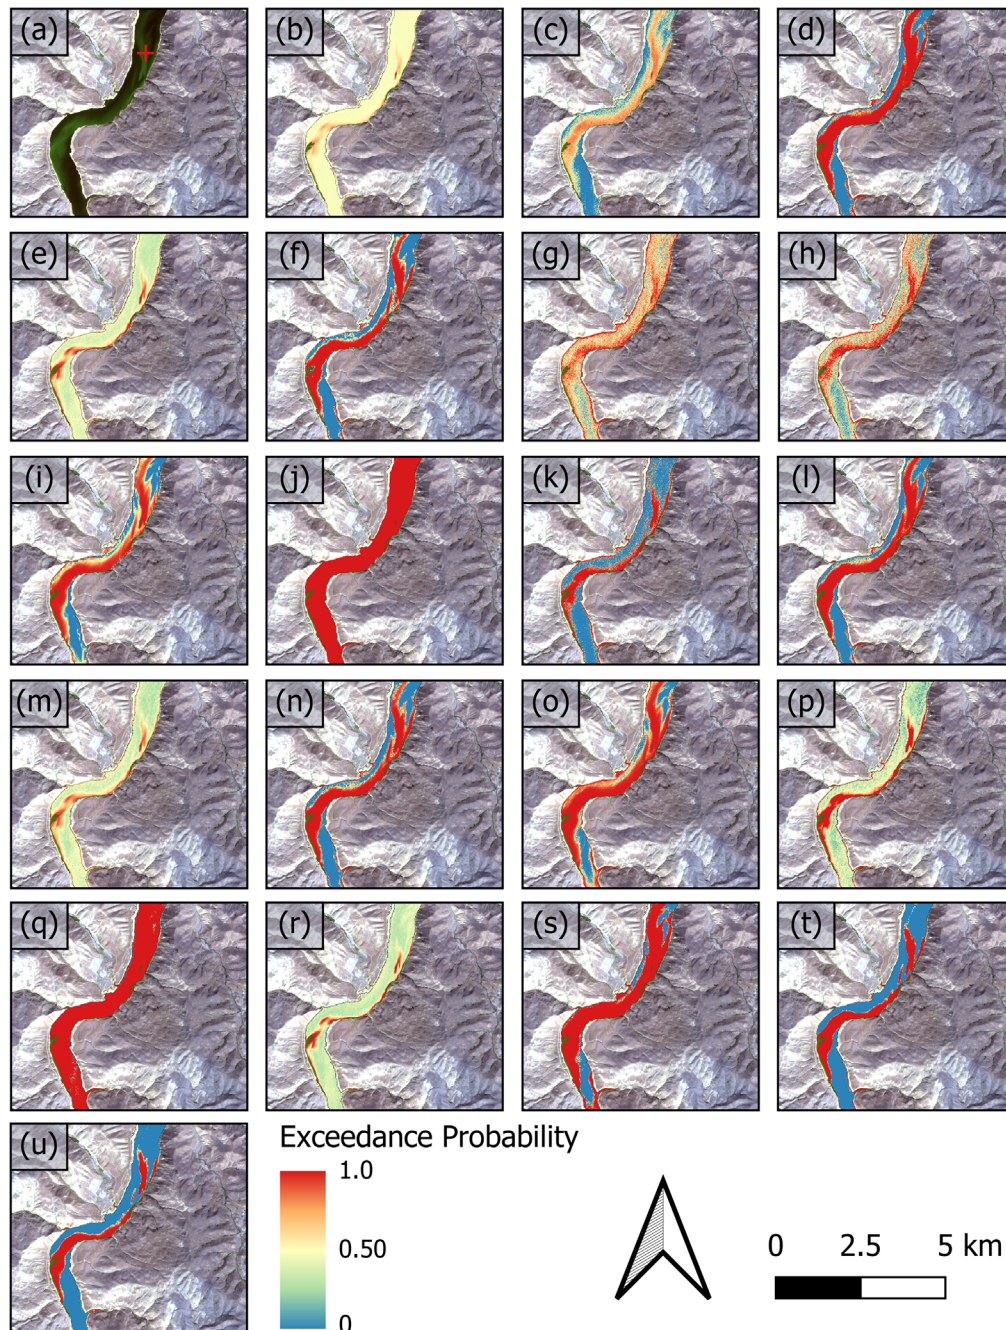 (a) (b) (c) (d)
(e) (f) (g) (h)
(i) (j) (k) (l)
(m) (n) (o) (p)
(q) (r) (s) (t)
(u)
Exceedance Probability
1.0
0.50
0
0 2.5 5 km